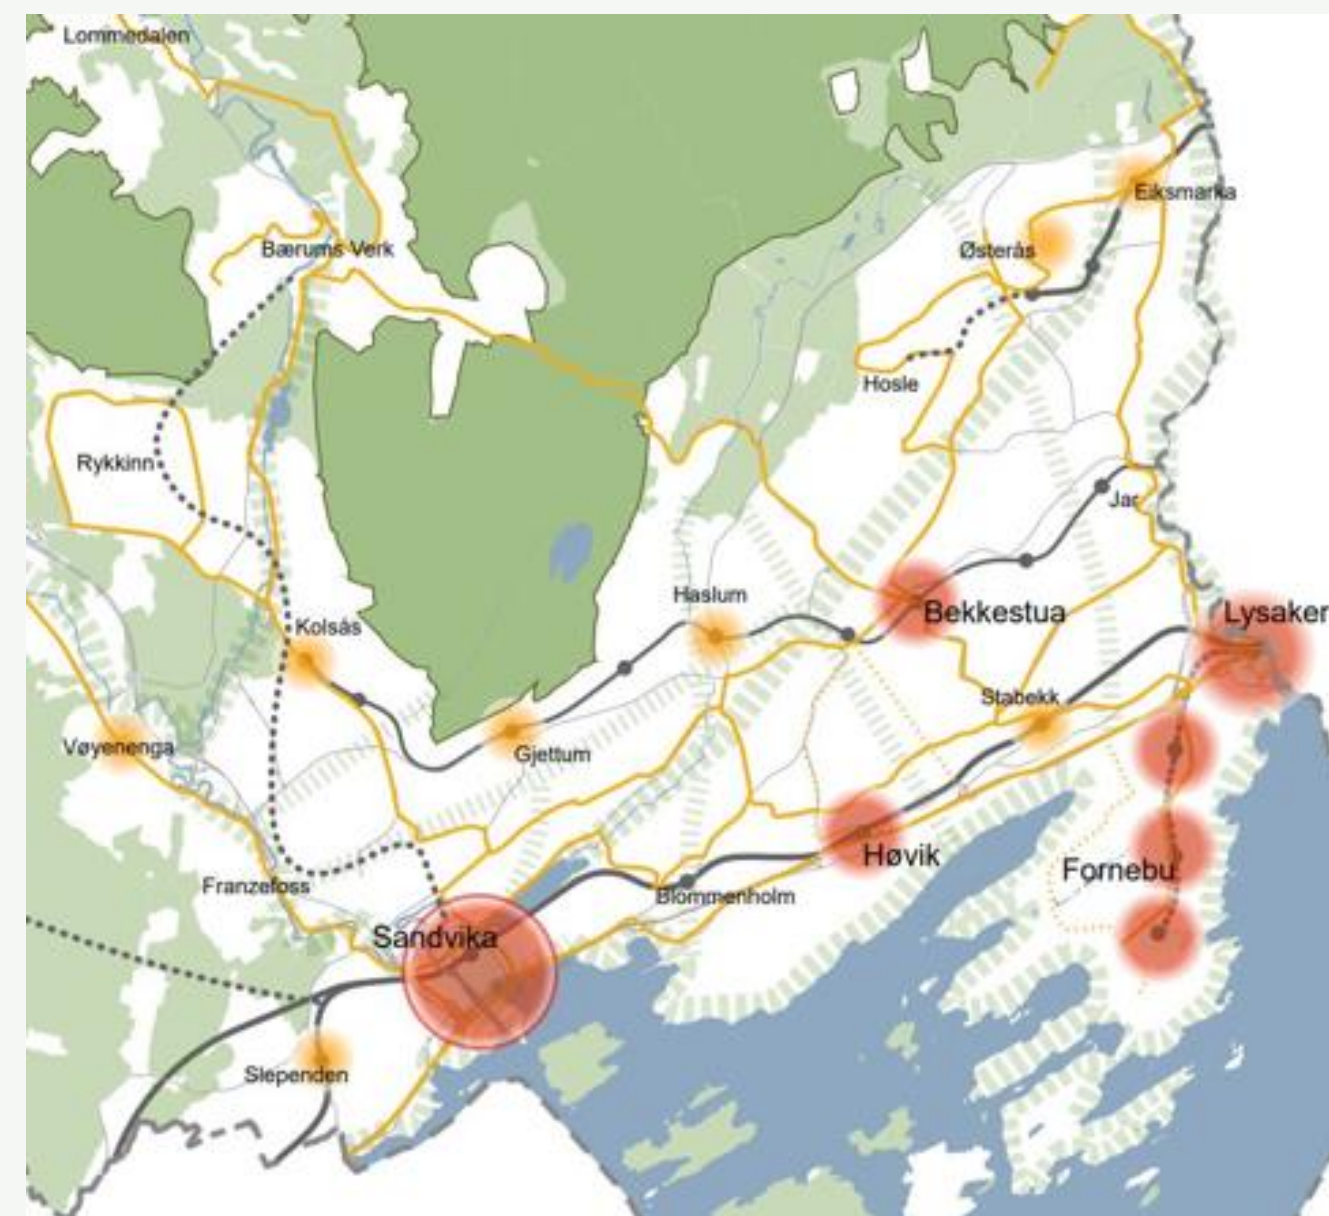 Lommedalen
Eiksmarka
Bærums Verk
Østerås
Hosle
Rykkinn
Jar
Haslum
Bekkestua
Lysaker
Kolsås
Stabekk
Vøyenenga
Gjettum
Høvik
Fornebu
Franzefoss
Blommenholm
Sandvika
Slependen